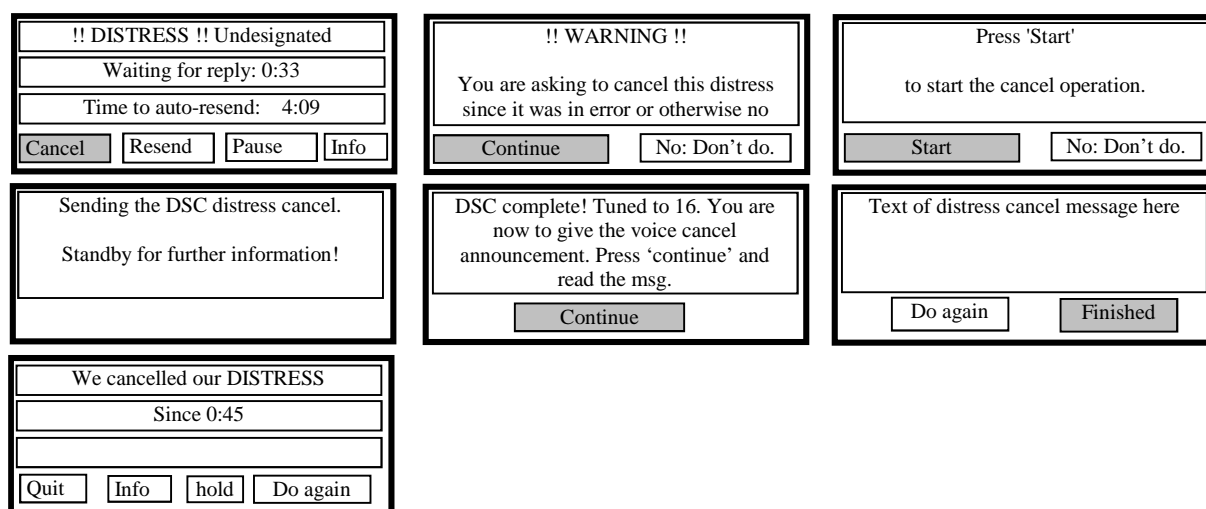 !! DISTRESS !! Undesignated
Waiting for reply: 0:33
Time to auto-resend: 4:09
Cancel Resend Pause Info
!! WARNING !!
You are asking to cancel this distress
since it was in error or otherwise no
Continue No: Don’t do.
Press 'Start'
to start the cancel operation.
Start No: Don’t do.
Sending the DSC distress cancel.
Standby for further information!
DSC complete! Tuned to 16. You are
now to give the voice cancel
announcement. Press ‘continue’ and
read the msg.
Continue
Text of distress cancel message here
Do again Finished
We cancelled our DISTRESS
Since 0:45
Quit Info hold Do again